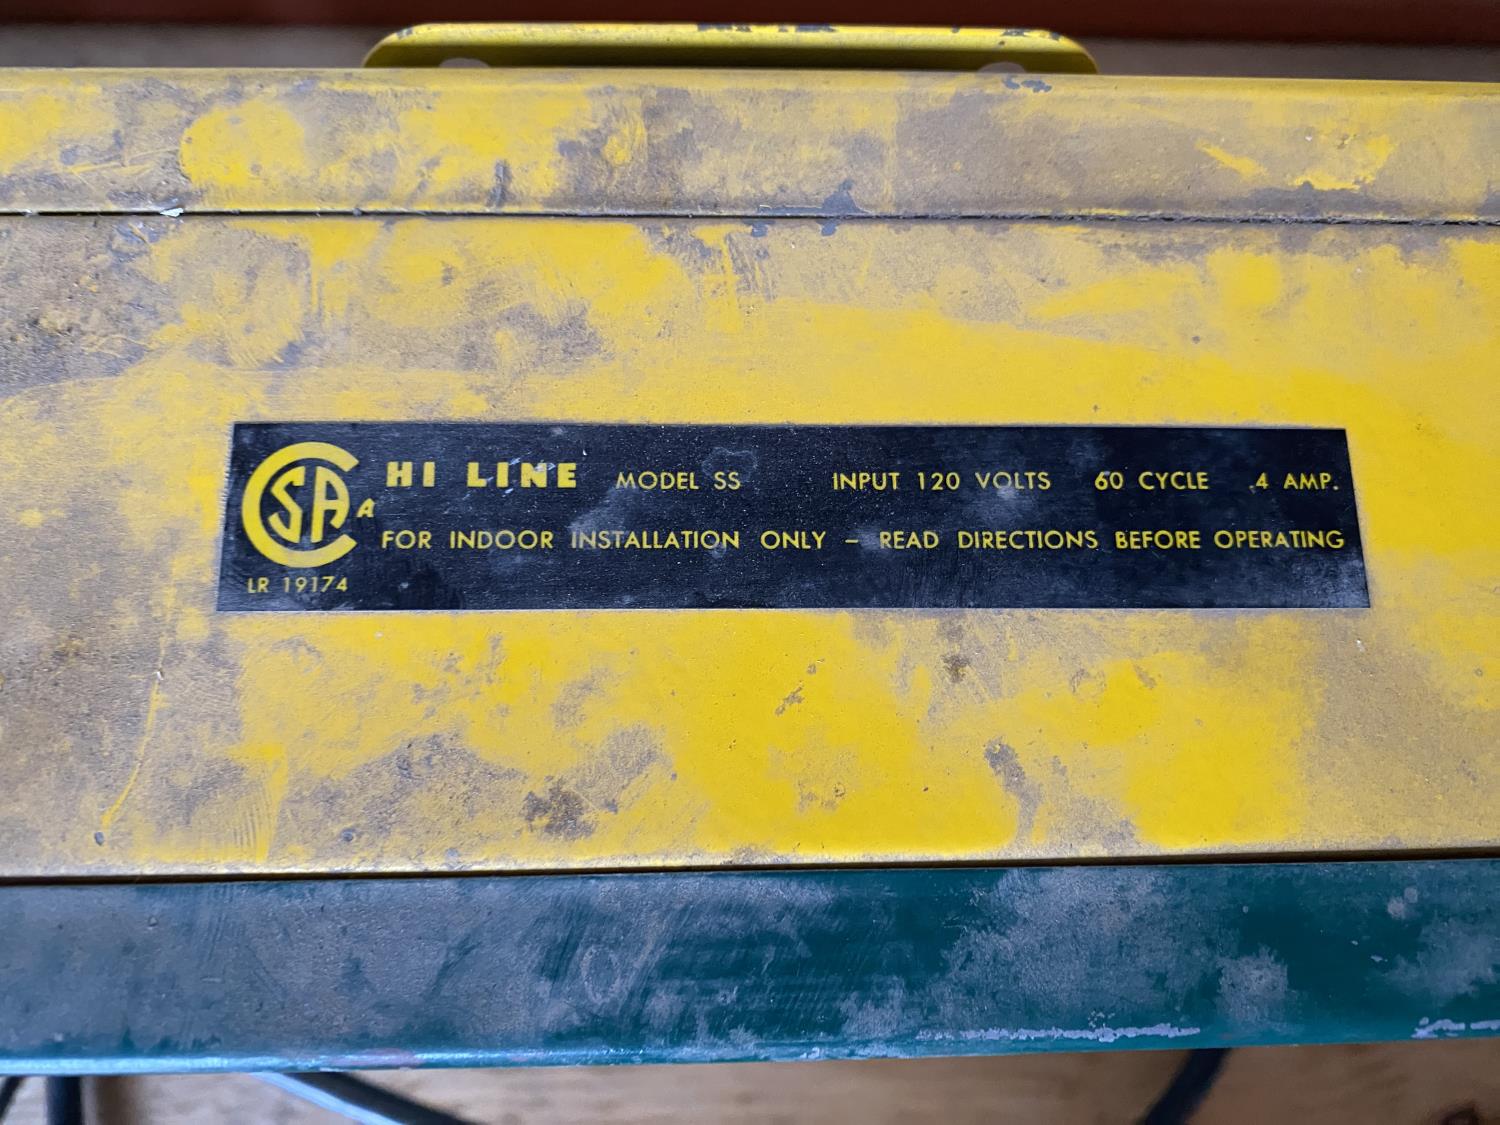 CSA A HI LINE MODEL SS INPUT 120 VOLTS 60 CYCLE .4 AMP.
FOR INDOOR INSTALLATION ONLY – READ DIRECTIONS BEFORE OPERATING
LR 19174